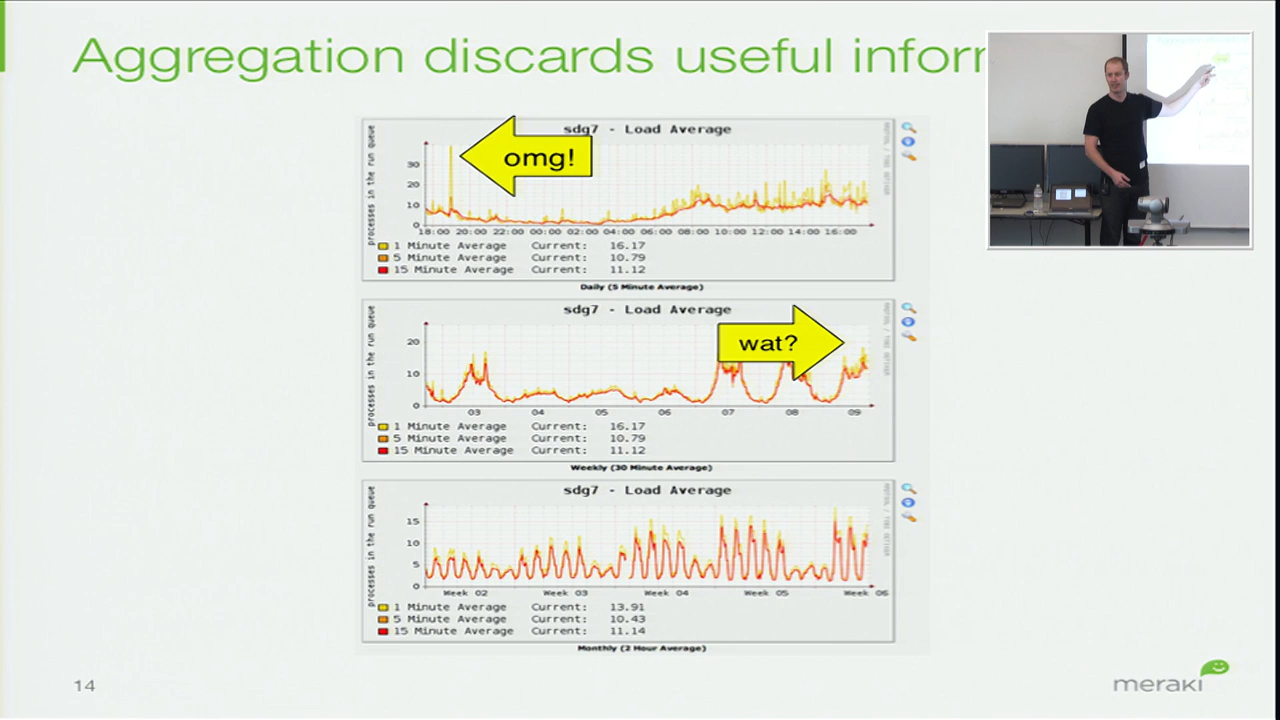 Aggregation discards useful inform
sdg7 - Load Average
omg!
processes in the run queue
30
20
10
0
18:00 20:00 22:00 00:00 02:00 04:00 06:00 08:00 10:00 12:00 14:00 16:00
1 Minute Average Current: 16.17
5 Minute Average Current: 10.79
15 Minute Average Current: 11.12
Daily (5 Minute Average)
sdg7 - Load Average
wat?
processes in the run queue
20
10
0
03 04 05 06 07 08 09
1 Minute Average Current: 16.17
5 Minute Average Current: 10.79
15 Minute Average Current: 11.12
Weekly (30 Minute Average)
sdg7 - Load Average
processes in the run queue
15
10
5
0
Week 02 Week 03 Week 04 Week 05 Week 06
1 Minute Average Current: 13.91
5 Minute Average Current: 10.43
15 Minute Average Current: 11.14
Monthly (2 Hour Average)
14
meraki